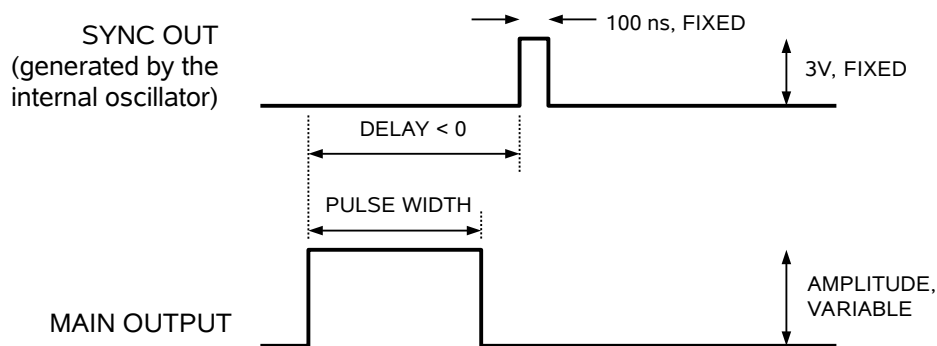 SYNC OUT
(generated by the
internal oscillator)
100 ns, FIXED
3V, FIXED
DELAY < 0
PULSE WIDTH
AMPLITUDE,
VARIABLE
MAIN OUTPUT